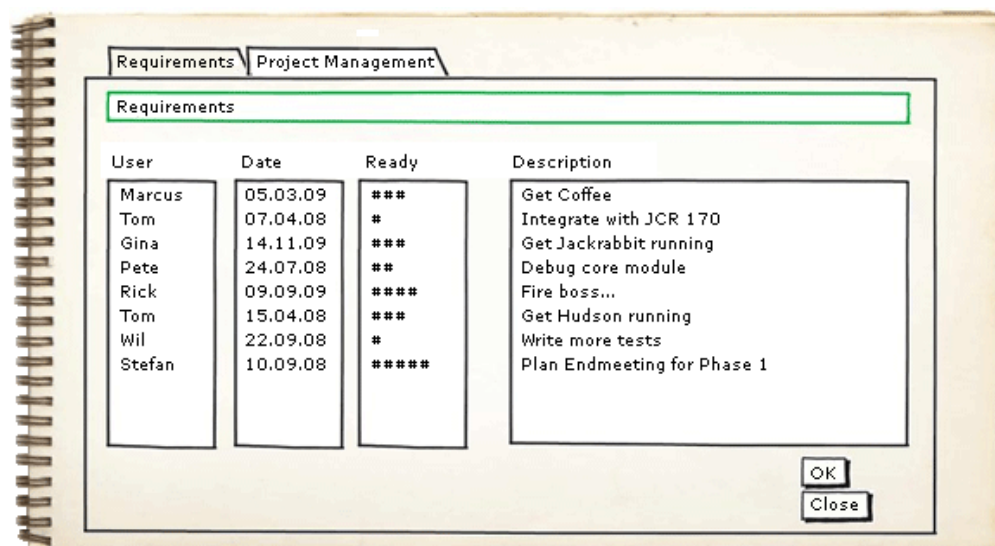 Requirements Project Management
Requirements
User Date Ready Description
Marcus 05.03.09 ### Get Coffee
Tom 07.04.08 # Integrate with JCR 170
Gina 14.11.09 ### Get Jackrabbit running
Pete 24.07.08 ## Debug core module
Rick 09.09.09 #### Fire boss...
Tom 15.04.08 ### Get Hudson running
Wil 22.09.08 # Write more tests
Stefan 10.09.08 ##### Plan Endmeeting for Phase 1
OK
Close